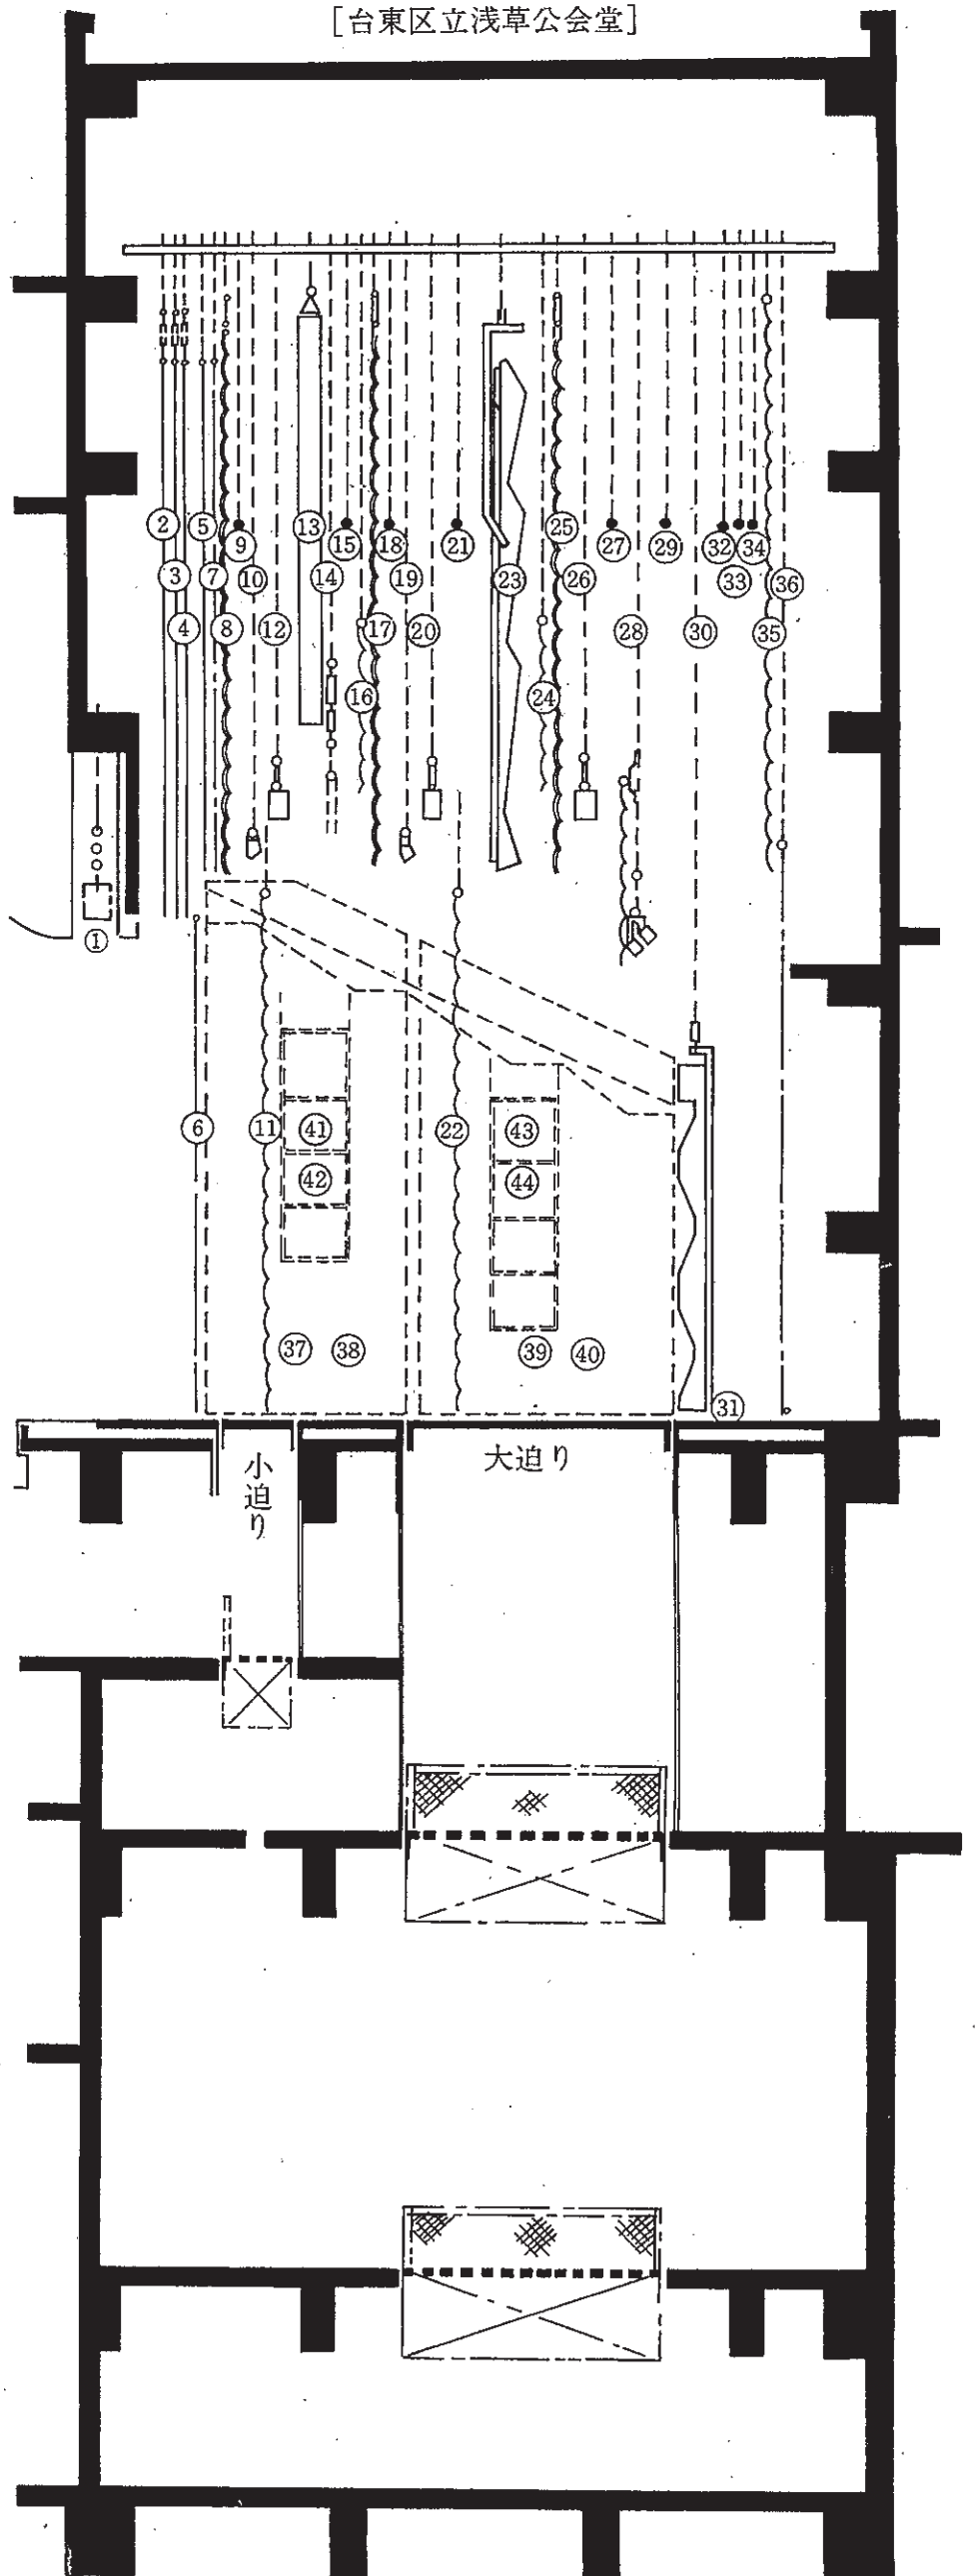 [台東区立浅草公会堂]
② ⑤ ⑨ ⑬ ⑮ ⑱ ㉑ ㉕ ㉗ ㉙ ㉜ ㉞
③ ⑦ ⑩ ⑭ ⑲ ㉓ ㉖ ㉝ ㊱
④ ⑧ ⑫ ⑰ ⑳ ㉘ ㉚ ㉟
⑯ ㉔
①
⑥ ⑪ ㊶ ㉒ ㊸
㊷ ㊹
㊲ ㊳ ㊴ ㊵
㉛
小迫り
大迫り